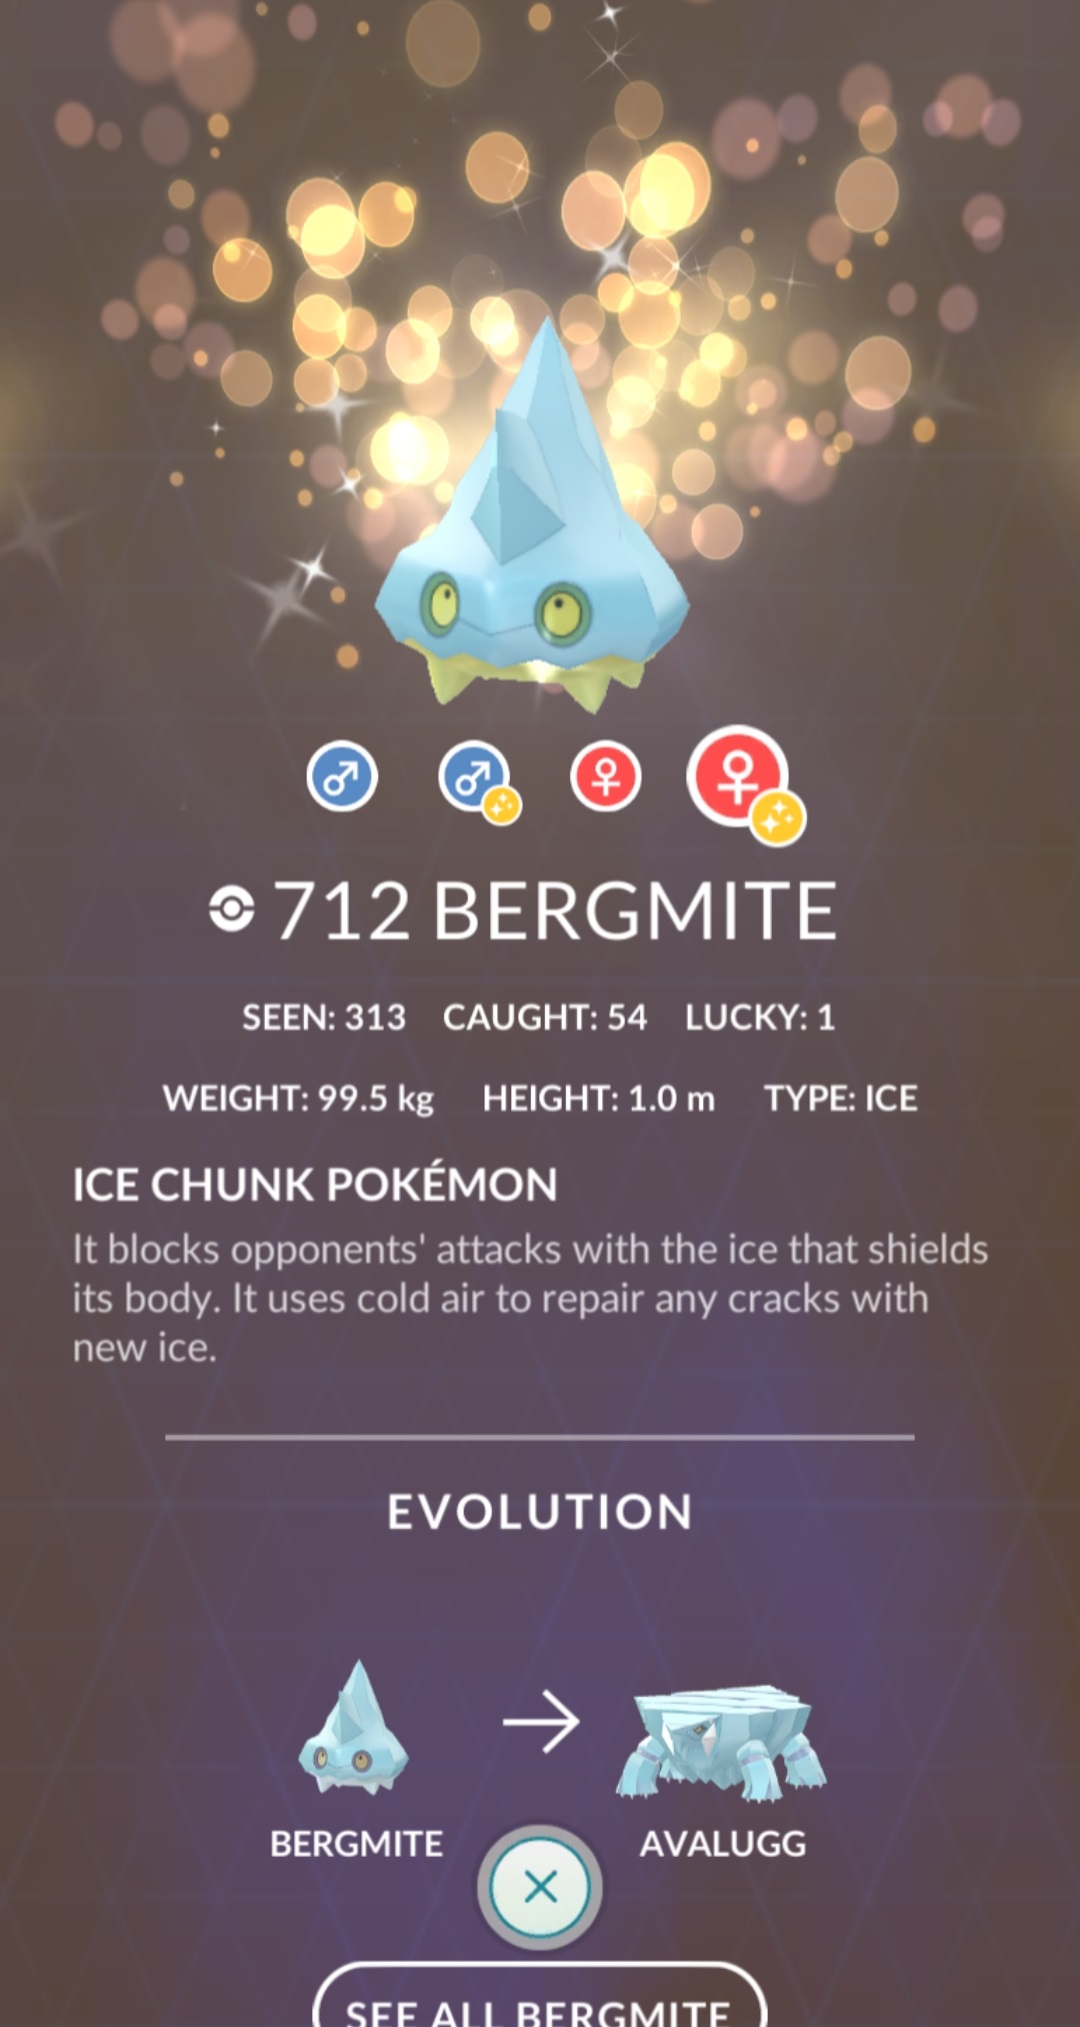 712 BERGMITE
SEEN: 313 CAUGHT: 54 LUCKY: 1
WEIGHT: 99.5 kg HEIGHT: 1.0 m TYPE: ICE
ICE CHUNK POKÉMON
It blocks opponents' attacks with the ice that shields
its body. It uses cold air to repair any cracks with
new ice.
EVOLUTION
BERGMITE AVALUGG
SEE ALL BERGMITE